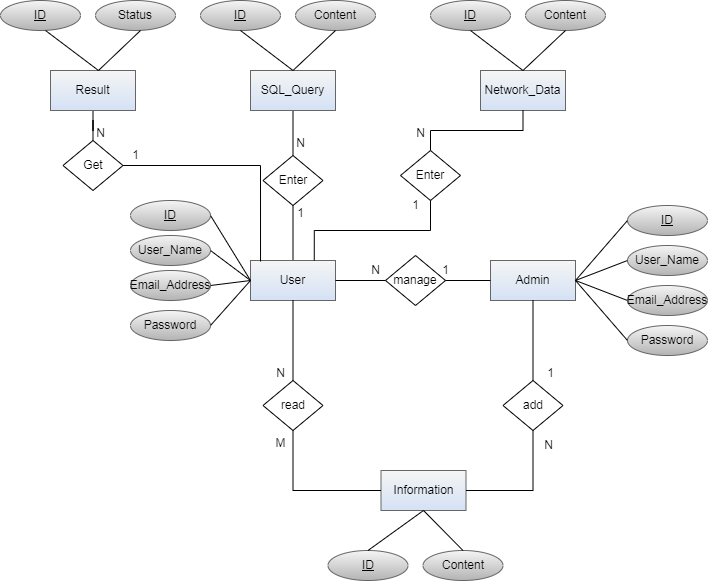 ID
Status
ID
Content
ID
Content
Result
SQL_Query
Network_Data
N
N
N
Get
1
Enter
Enter
1
1
ID
User_Name
Email_Address
Password
User
N
manage
1
Admin
ID
User_Name
Email_Address
Password
N
read
M
1
add
N
Information
ID
Content